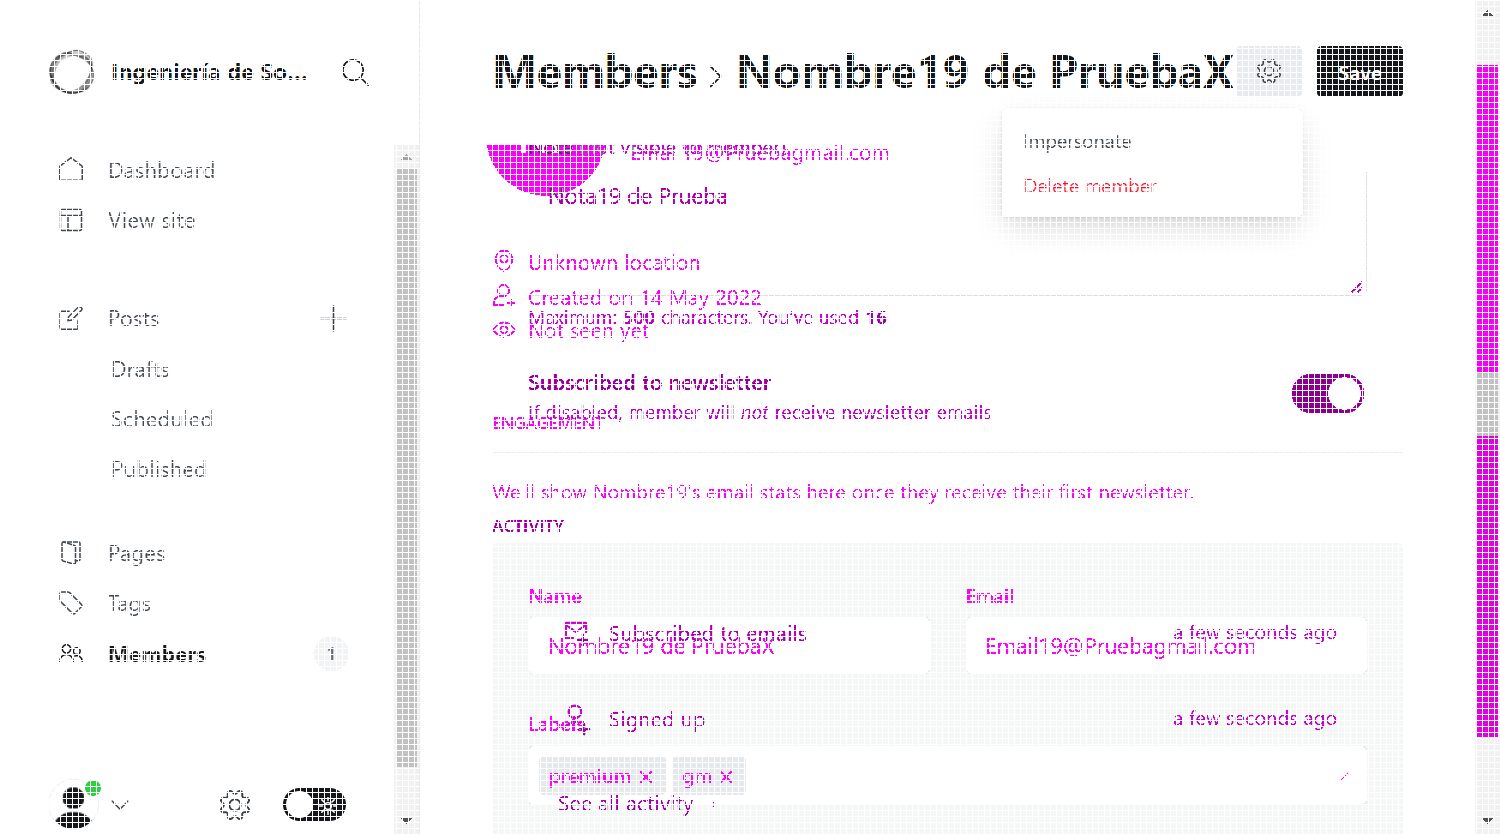 Ingeniería de So...
Members › Nombre19 de PruebaX
Save
Impersonate
Delete member
Dashboard
View site
Posts
Drafts
Scheduled
Published
Pages
Tags
Members 1
Email19@Pruebagmail.com
Nota19 de Prueba
Unknown location
Created on 14 May 2022
Maximum: 500 characters. You've used 16
Not seen yet
Subscribed to newsletter
If disabled, member will not receive newsletter emails
ENGAGEMENT
We'll show Nombre19's email stats here once they receive their first newsletter.
ACTIVITY
Name
Email
Subscribed to emails
a few seconds ago
Nombre19 de PruebaX
Email19@Pruebagmail.com
Signed up
a few seconds ago
Labels
premium ×
gm ×
See all activity